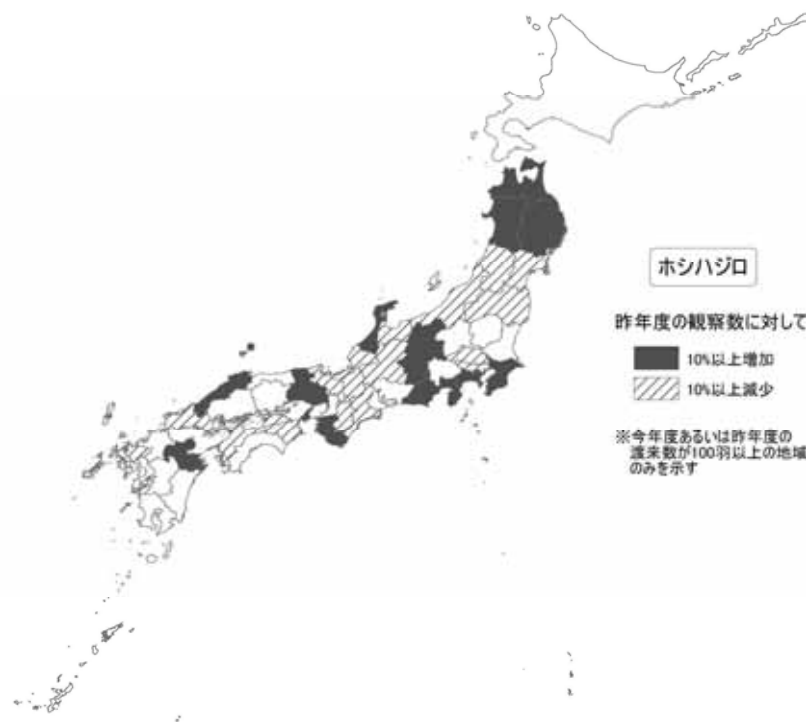 ホシハジロ
昨年度の観察数に対して
10%以上増加
10%以上減少
※今年度あるいは昨年度の
渡来数が100羽以上の地域
のみを示す